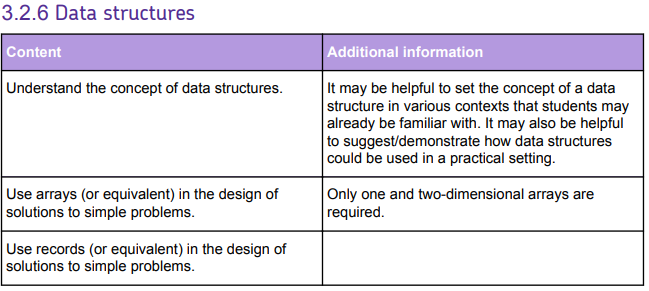 3.2.6 Data structures
Content
Additional information
Understand the concept of data structures.
It may be helpful to set the concept of a data
structure in various contexts that students may
already be familiar with. It may also be helpful
to suggest/demonstrate how data structures
could be used in a practical setting.
Use arrays (or equivalent) in the design of
solutions to simple problems.
Only one and two-dimensional arrays are
required.
Use records (or equivalent) in the design of
solutions to simple problems.